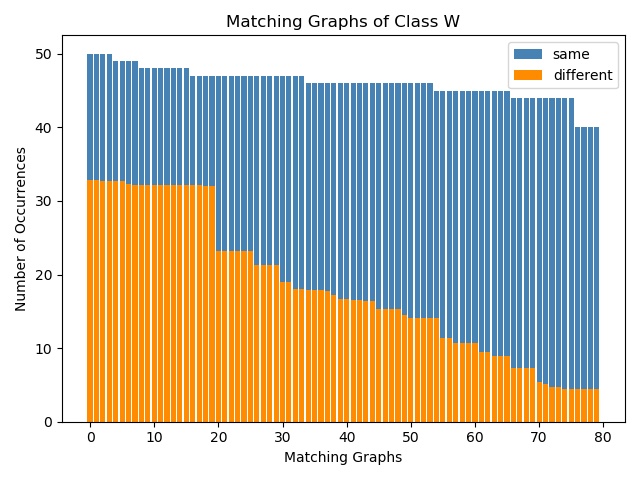 Matching Graphs of Class W
same
different
Number of Occurrences
50
40
30
20
10
0
0 10 20 30 40 50 60 70 80
Matching Graphs